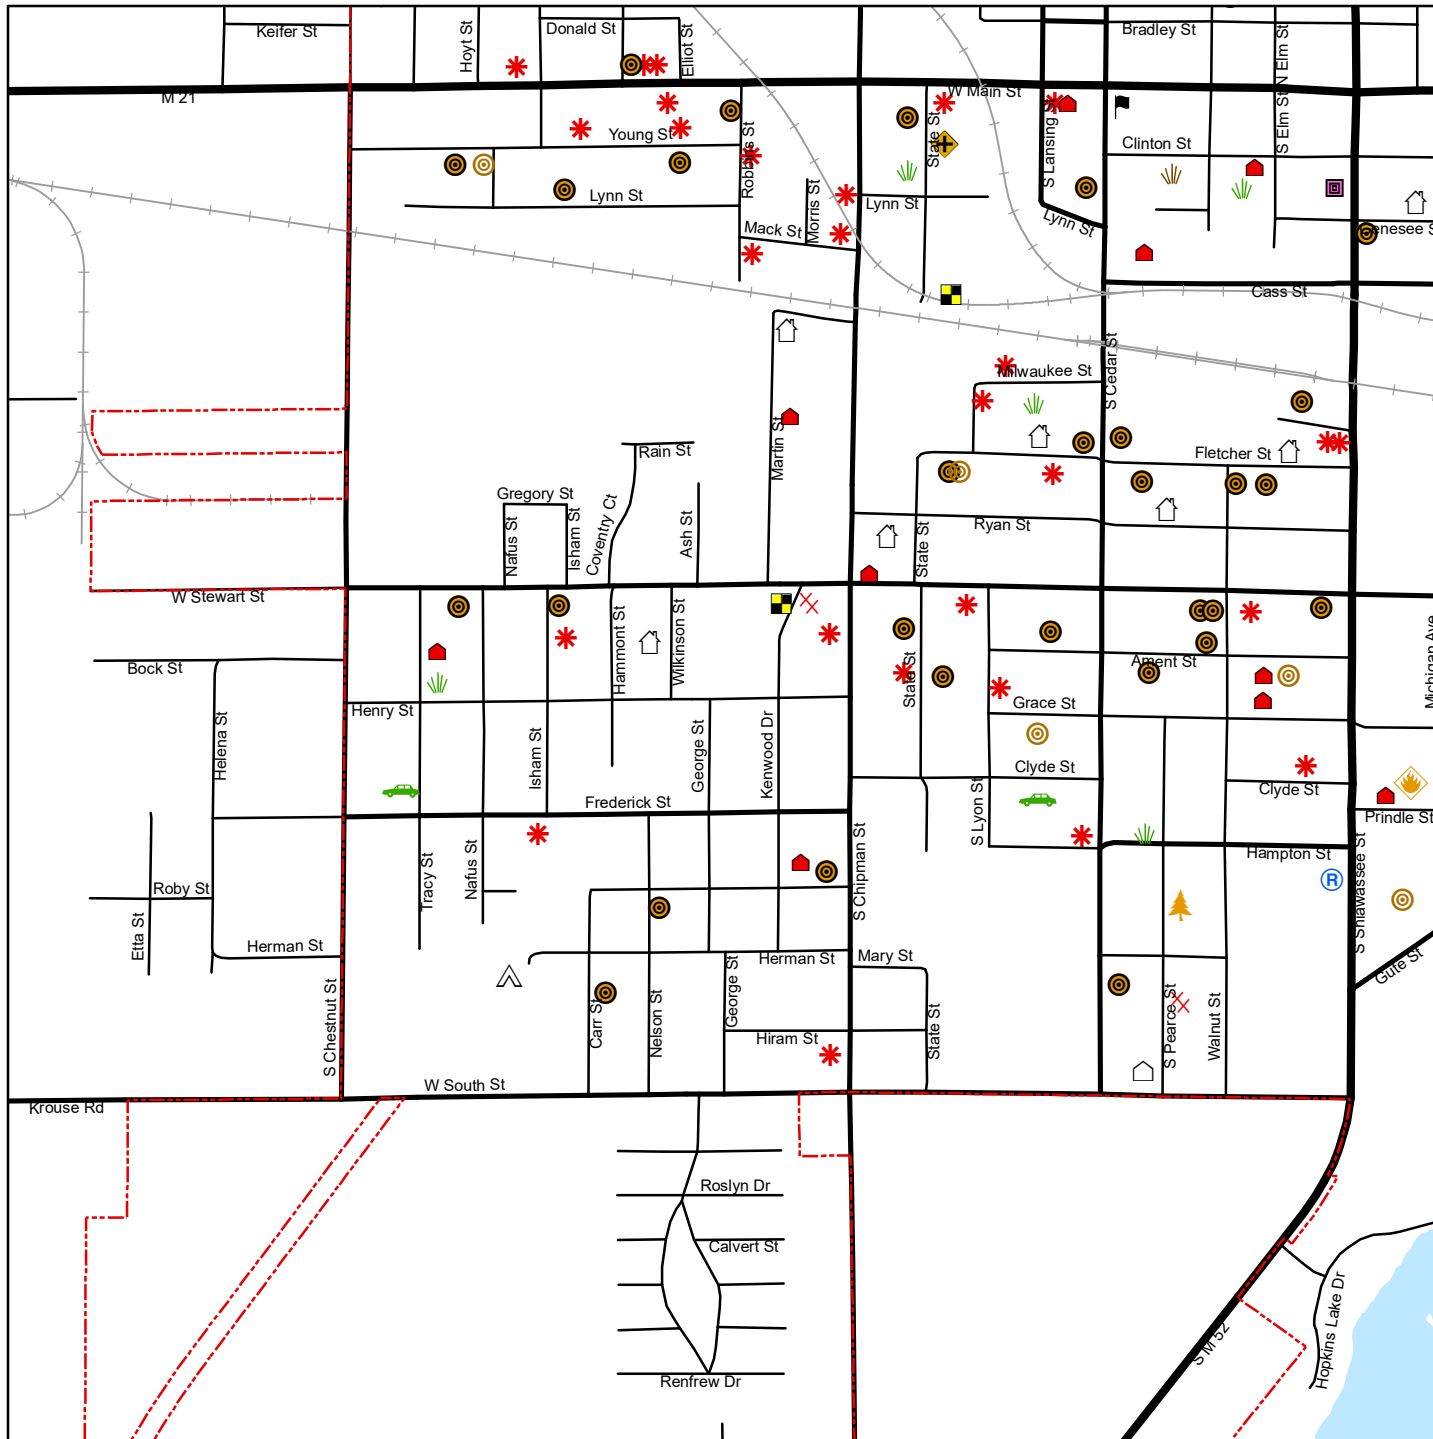 Keifer St
Hoyt St
Donald St
Elliot St
Bradley St
N Elm St
M 21
W Main St
Young St
Robbins St
State St
S Lansing St
Clinton St
S Elm St
Lynn St
Morris St
Lynn St
Mack St
Lynn St
enesee S
Cass St
Milwaukee St
S Cedar St
Rain St
Martin St
Fletcher St
Gregory St
Nafus St
Isham St
Coventry Ct
Ash St
Ryan St
State St
W Stewart St
Hammont St
Wilkinson St
State St
Ament St
Michigan Ave
Bock St
Henry St
Grace St
Helena St
Isham St
George St
Kenwood Dr
Clyde St
Clyde St
Frederick St
S Lyon St
Prindle St
Tracy St
Nafus St
S Chipman St
Hampton St
S Shiawassee St
Roby St
Etta St
Herman St
Herman St
Mary St
Gute St
S Chestnut St
Carr St
Nelson St
George St
Hiram St
State St
S Pearce St
Walnut St
R
W South St
Krouse Rd
Roslyn Dr
Calvert St
Renfrew Dr
S M 52
Hopkins Lake Dr